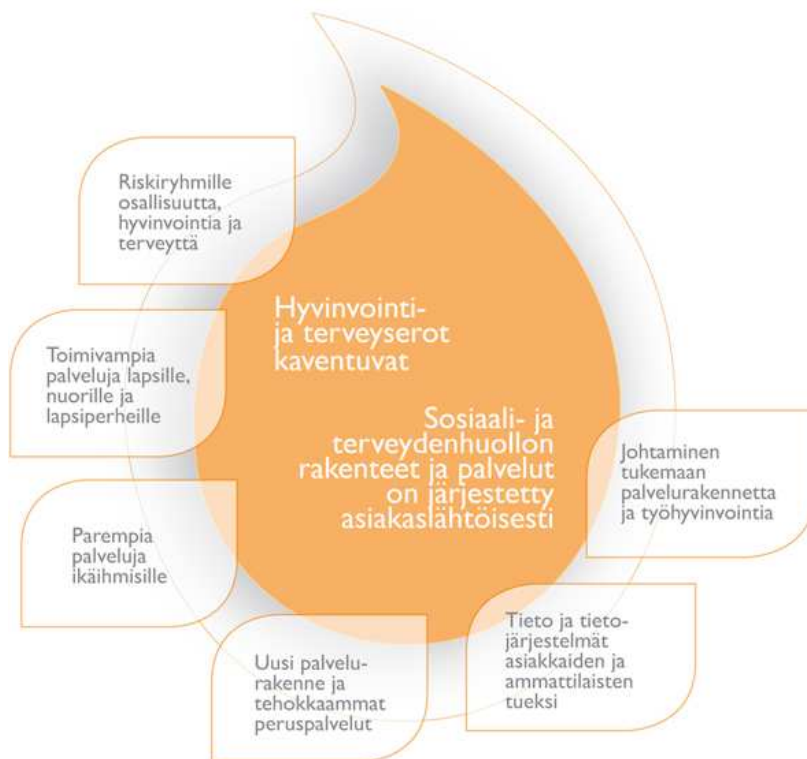 Riskiryhmille
osallisuutta,
hyvinvointia ja
terveyttä
Toimivampia
palveluja lapsille,
nuorille ja
lapsiperheille
Parempia
palveluja
ikäihmisille
Hyvinvointi-
ja terveyserot
kaventuvat
Sosiaali- ja
terveydenhuollon
rakenteet ja palvelut
on järjestetty
asiakaslähtöisesti
Uusi palvelu-
rakenne ja
tehokkaammat
peruspalvelut
Tieto ja tieto-
järjestelmät
asiakkaiden ja
ammattilaisten
tueksi
Johtaminen
tukemaan
palvelurakennetta
ja työhyvinvointia